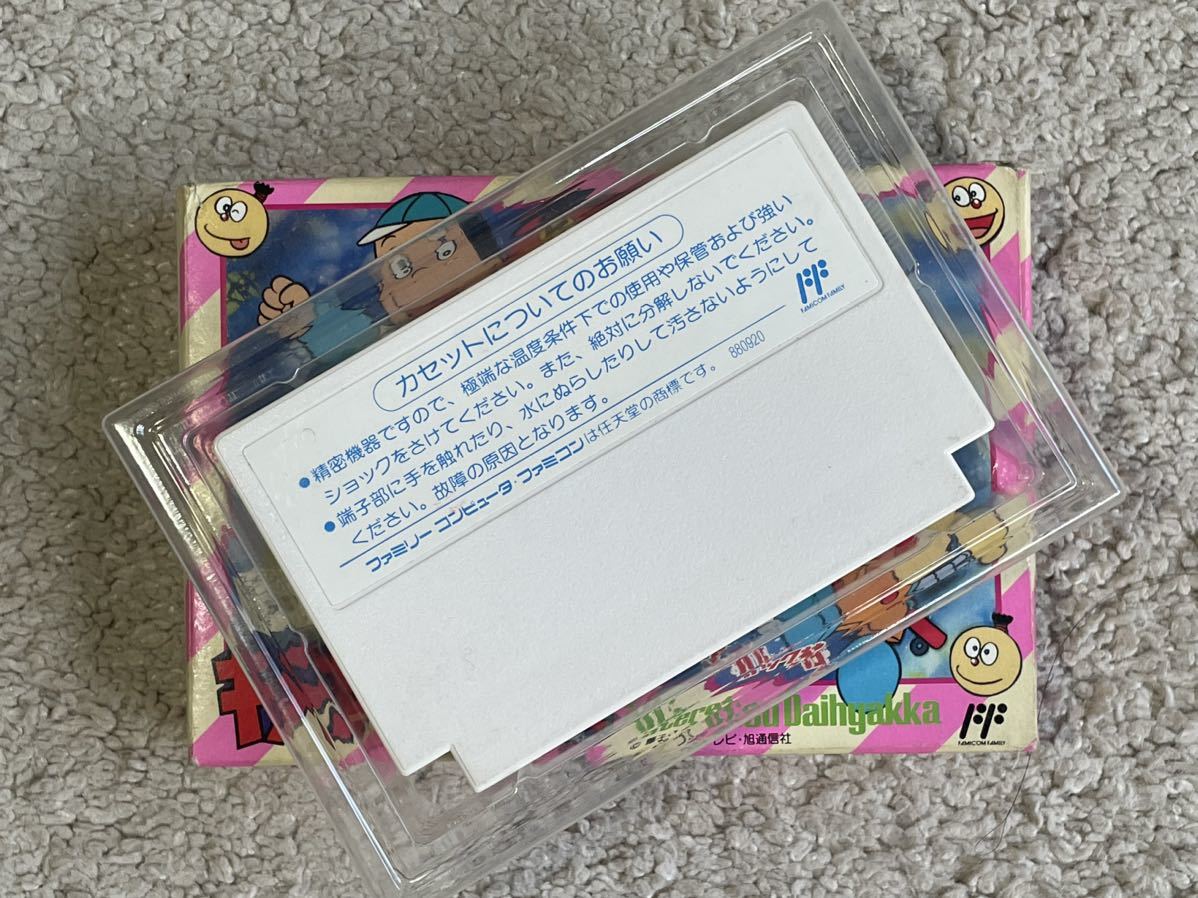 カセットについてのお願い
●精密機器ですので、極端な温度条件下での使用や保管および強い
ショックをさけてください。また、絶対に分解しないでください。
●端子部に手を触れたり、水にぬらしたりして汚さないようにして
ください。故障の原因となります。
ファミリーコンピュータ・ファミコンは任天堂の商標です。 880920
FAMICOM FAMILY
Daihyakka
レビ・旭通信社
FAMICOM FAMILY